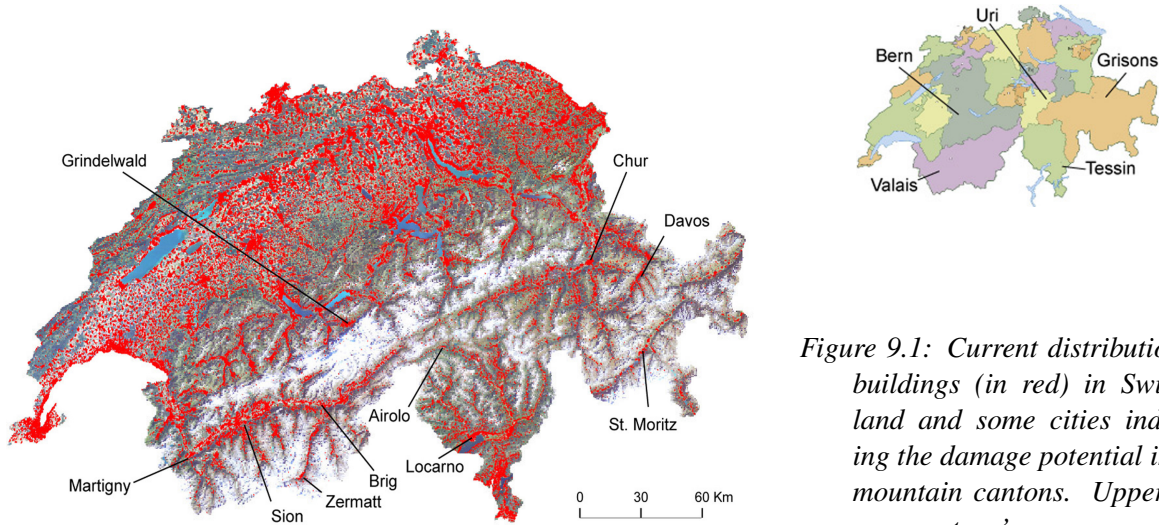 Grindelwald
Chur
Davos
Airolo
St. Moritz
Martigny
Sion
Zermatt
Brig
Locarno
0 30 60 Km
Uri
Bern
Grisons
Valais
Tessin
Figure 9.1: Current distributio
buildings (in red) in Swi
land and some cities ind
ing the damage potential i
mountain cantons. Upper